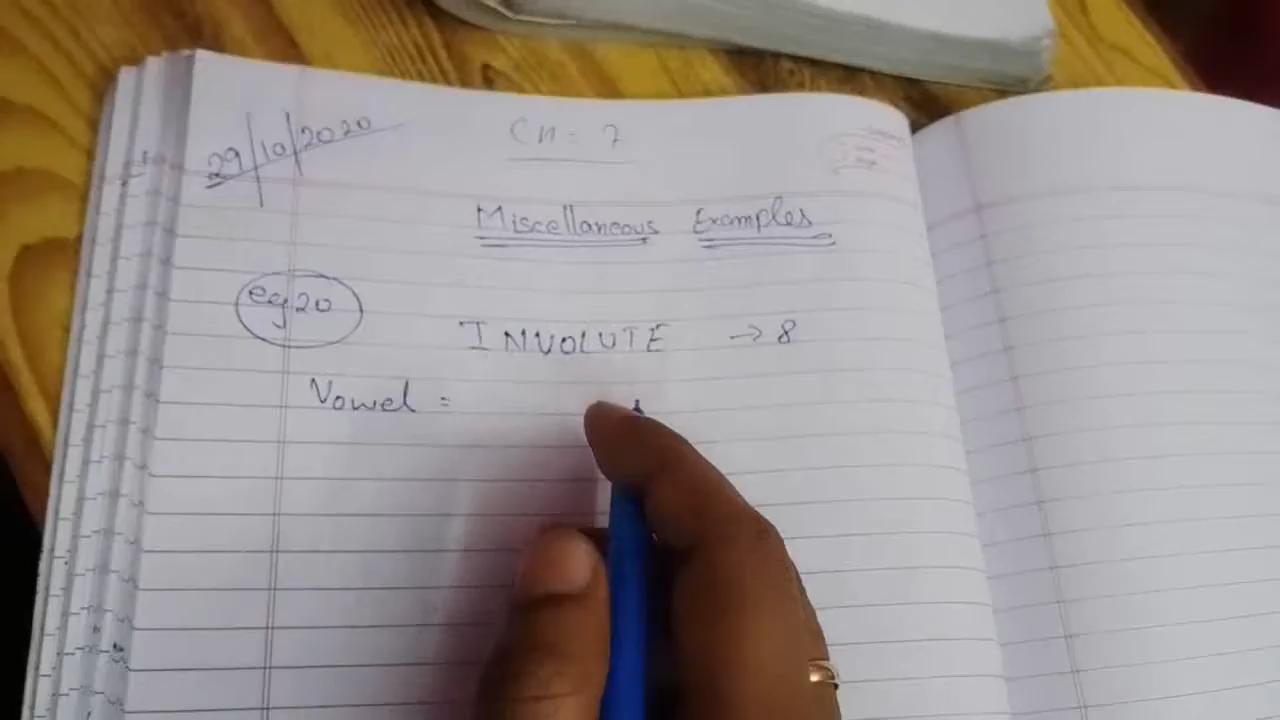 29/10/2020
Ch = 7
Miscellaneous Examples
eg 20
INVOLUTE → 8
Vowel =